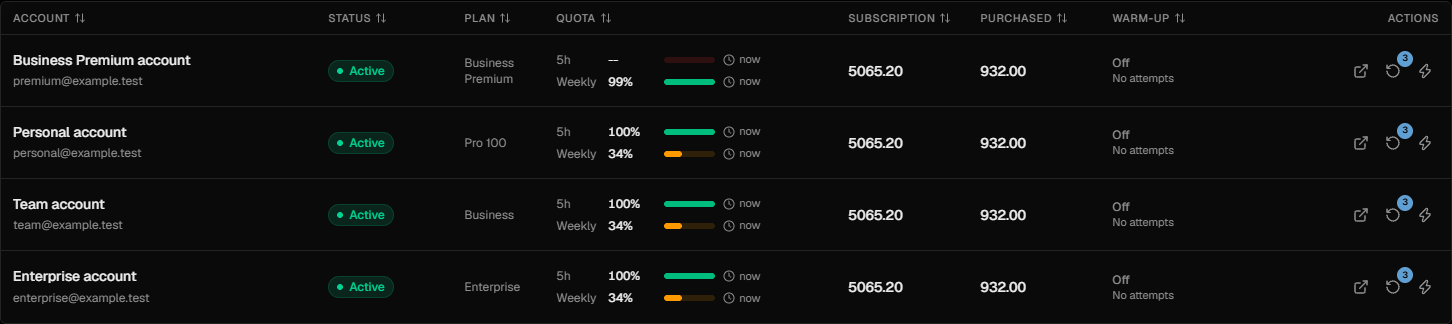 ACCOUNT STATUS PLAN QUOTA SUBSCRIPTION PURCHASED WARM-UP ACTIONS
Business Premium account
premium@example.test
Active
Business
Premium
5h -- now
Weekly 99% now
5065.20
932.00
Off
No attempts
3
Personal account
personal@example.test
Active
Pro 100
5h 100% now
Weekly 34% now
5065.20
932.00
Off
No attempts
3
Team account
team@example.test
Active
Business
5h 100% now
Weekly 34% now
5065.20
932.00
Off
No attempts
3
Enterprise account
enterprise@example.test
Active
Enterprise
5h 100% now
Weekly 34% now
5065.20
932.00
Off
No attempts
3